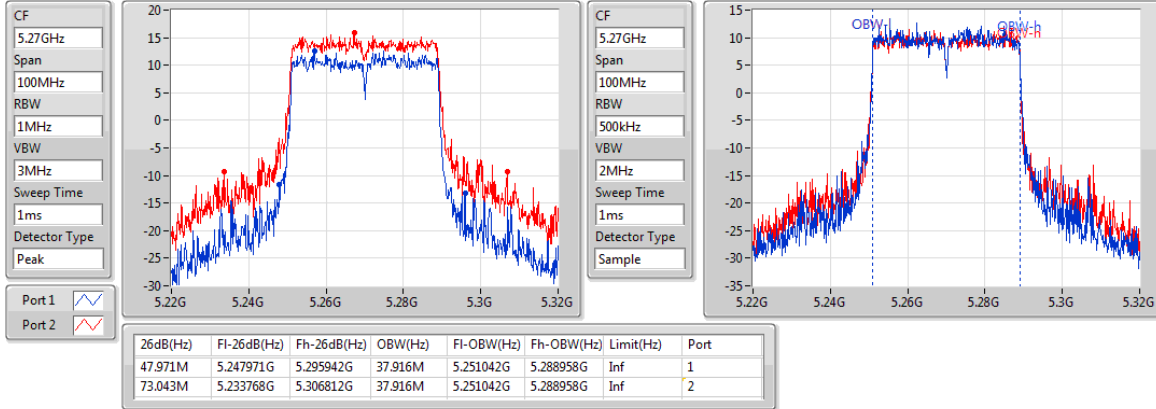 CF
5.27GHz
Span
100MHz
RBW
1MHz
VBW
3MHz
Sweep Time
1ms
Detector Type
Peak
Port 1
Port 2
20
15
10
5
0
-5
-10
-15
-20
-25
-30
5.22G 5.24G 5.26G 5.28G 5.3G 5.32G
CF
5.27GHz
Span
100MHz
RBW
500kHz
VBW
2MHz
Sweep Time
1ms
Detector Type
Sample
15
10
5
0
-5
-10
-15
-20
-25
-30
-35
5.22G 5.24G 5.26G 5.28G 5.3G 5.32G
OBW-l
OBW-h
OBW-h
26dB(Hz) Fl-26dB(Hz) Fh-26dB(Hz) OBW(Hz) Fl-OBW(Hz) Fh-OBW(Hz) Limit(Hz) Port
47.971M 5.247971G 5.295942G 37.916M 5.251042G 5.288958G Inf 1
73.043M 5.233768G 5.306812G 37.916M 5.251042G 5.288958G Inf 2